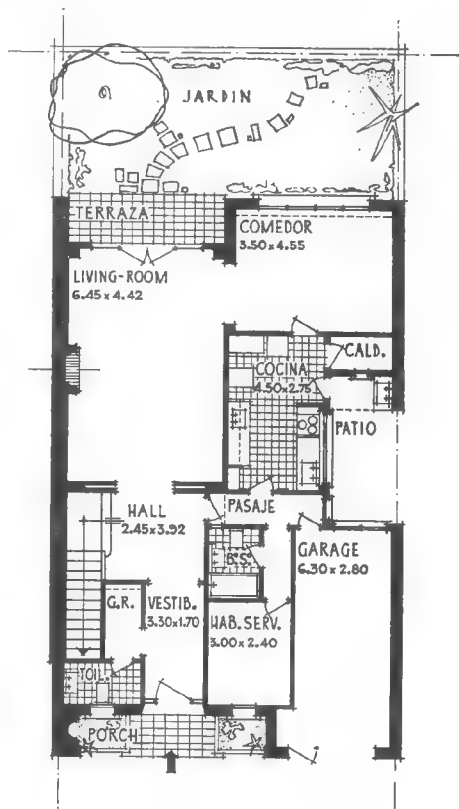 JARDIN
TERRAZA
COMEDOR
3.50 x 4.55
LIVING-ROOM
6.45 x 4.42
COCINA
4.50 x 2.75
CALD.
PATIO
HALL
2.45 x 3.92
PASAJE
GARAGE
6.30 x 2.80
B.S.
G.R.
VESTIB.
3.30 x 1.70
HAB. SERV.
3.00 x 2.40
TOIL.
PORCH